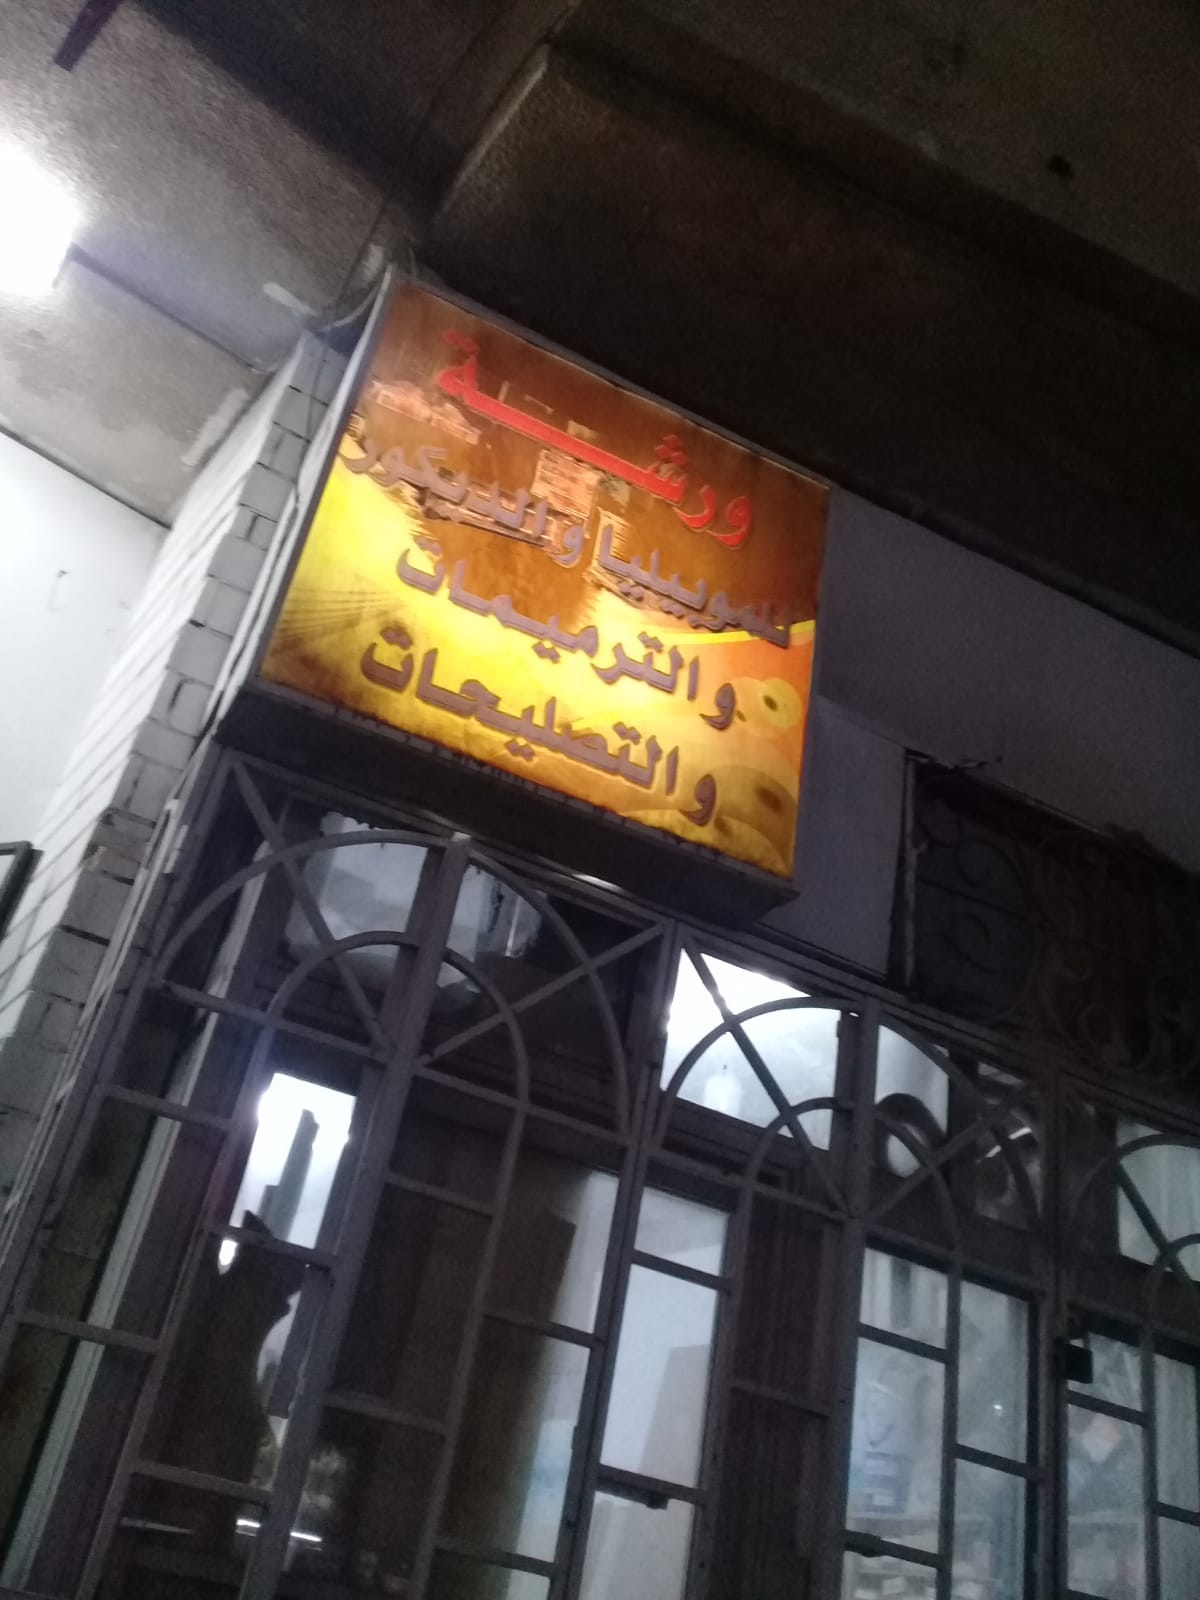 ورشة
للموبيليا والديكور
والترميمات
والتصليحات